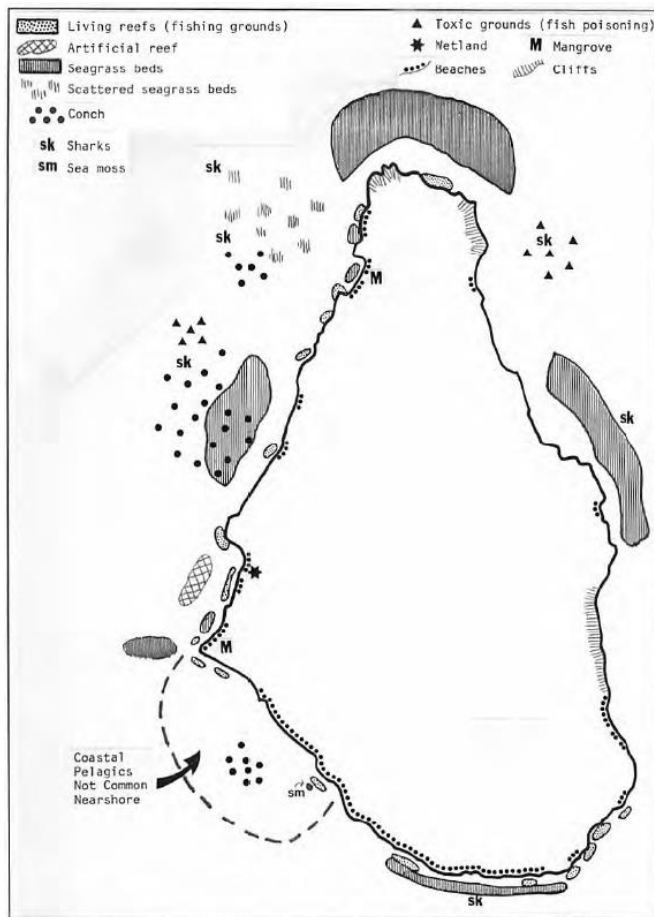 Living reefs (fishing grounds)
Artificial reef
Seagrass beds
Scattered seagrass beds
Conch
sk Sharks
sm Sea moss
Toxic grounds (fish poisoning)
Wetland M Mangrove
Beaches Cliffs
sk
sk
sk
M
sk
sk
M
Coastal
Pelagics
Not Common
Nearshore
sm
sk